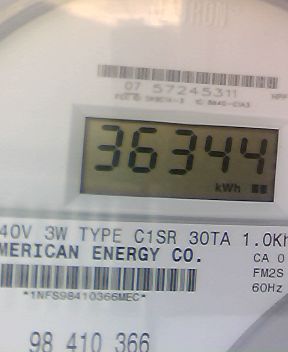 07 57245311
36344
kWh
40V 3W TYPE C1SR 30TA 1.0Kh
MERICAN ENERGY CO.
CA 0
FM2S
*1NFS98410366MEC*
60Hz
98 410 366